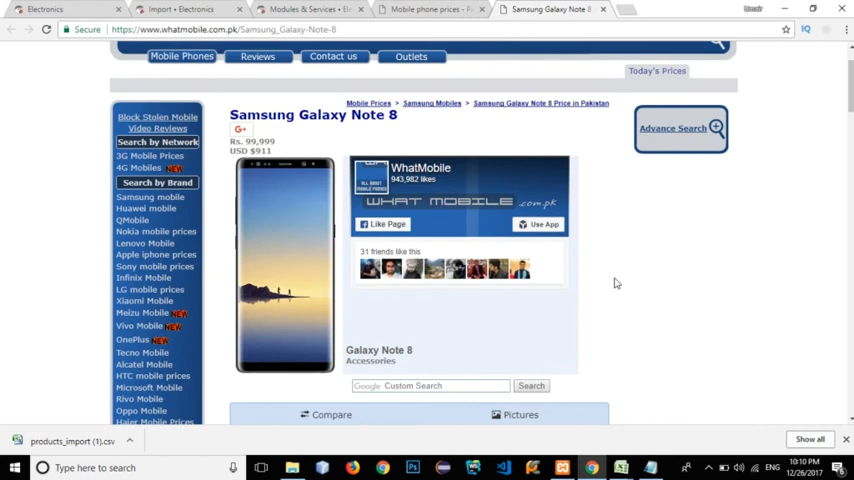 Electronics
Import • Electronics
Modules & Services • Ele
Mobile phone prices - P
Samsung Galaxy Note 8
Umair
Secure
https://www.whatmobile.com.pk/Samsung_Galaxy-Note-8
Mobile Phones
Reviews
Contact us
Outlets
Today's Prices
Mobile Prices > Samsung Mobiles > Samsung Galaxy Note 8 Price in Pakistan
Samsung Galaxy Note 8
G+
Rs. 99,999
USD $911
Advance Search
Block Stolen Mobile
Video Reviews
Search by Network
3G Mobile Prices
4G Mobiles NEW
Search by Brand
Samsung mobile
Huawei mobile
QMobile
Nokia mobile prices
Lenovo Mobile
Apple iphone prices
Sony mobile prices
Infinix Mobile
LG mobile prices
Xiaomi Mobile
Meizu Mobile NEW
Vivo Mobile NEW
OnePlus NEW
Tecno Mobile
Alcatel Mobile
HTC mobile prices
Microsoft Mobile
Rivo Mobile
Oppo Mobile
Haier Mobile Prices
ALL ABOUT
MOBILE PHONES
WhatMobile
943,982 likes
WHAT MOBILE .com.pk
Like Page
Use App
31 friends like this
Galaxy Note 8
Accessories
Google Custom Search
Search
Compare
Pictures
products_import (1).csv
Show all
Type here to search
ENG
10:10 PM
12/26/2017